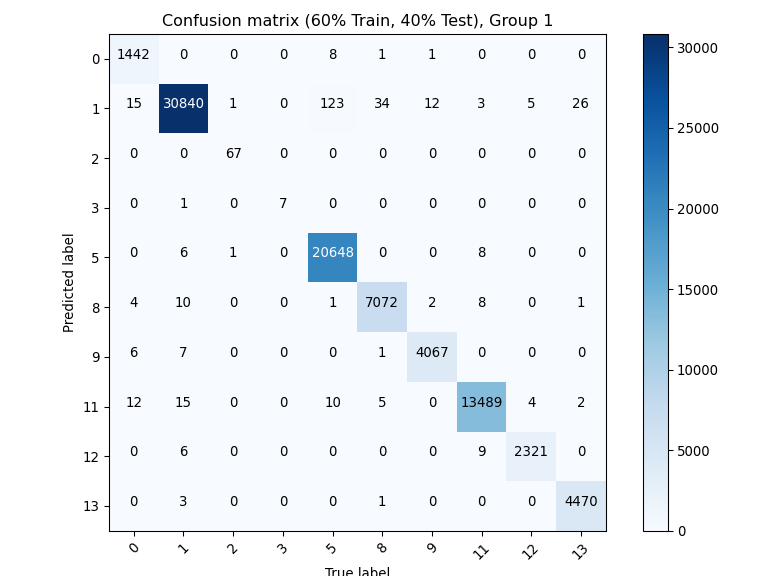 Confusion matrix (60% Train, 40% Test), Group 1
0 1442 0 0 0 8 1 1 0 0 0
1 15 30840 1 0 123 34 12 3 5 26
2 0 0 67 0 0 0 0 0 0 0
3 0 1 0 7 0 0 0 0 0 0
5 0 6 1 0 20648 0 0 8 0 0
8 4 10 0 0 1 7072 2 8 0 1
9 6 7 0 0 0 1 4067 0 0 0
11 12 15 0 0 10 5 0 13489 4 2
12 0 6 0 0 0 0 0 9 2321 0
13 0 3 0 0 0 1 0 0 0 4470
0 1 2 3 5 8 9 11 12 13
Predicted label
True label
30000
25000
20000
15000
10000
5000
0